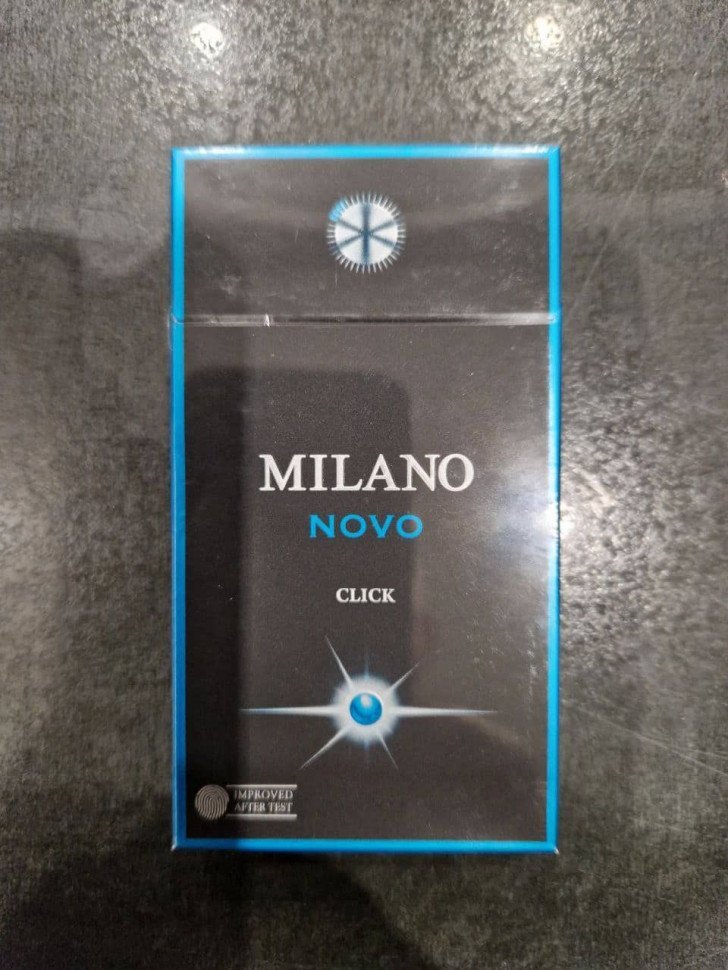 MILANO
NOVO
CLICK
IMPROVED
AFTER TEST